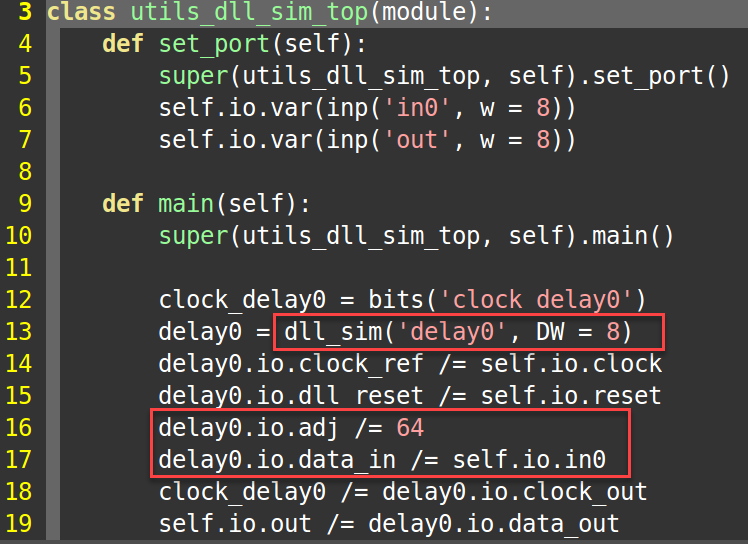 3 class utils_dll_sim_top(module):
4 def set_port(self):
5 super(utils_dll_sim_top, self).set_port()
6 self.io.var(inp('in0', w = 8))
7 self.io.var(inp('out', w = 8))
8
9 def main(self):
10 super(utils_dll_sim_top, self).main()
11
12 clock_delay0 = bits('clock_delay0')
13 delay0 = dll_sim('delay0', DW = 8)
14 delay0.io.clock_ref /= self.io.clock
15 delay0.io.dll_reset /= self.io.reset
16 delay0.io.adj /= 64
17 delay0.io.data_in /= self.io.in0
18 clock_delay0 /= delay0.io.clock_out
19 self.io.out /= delay0.io.data_out